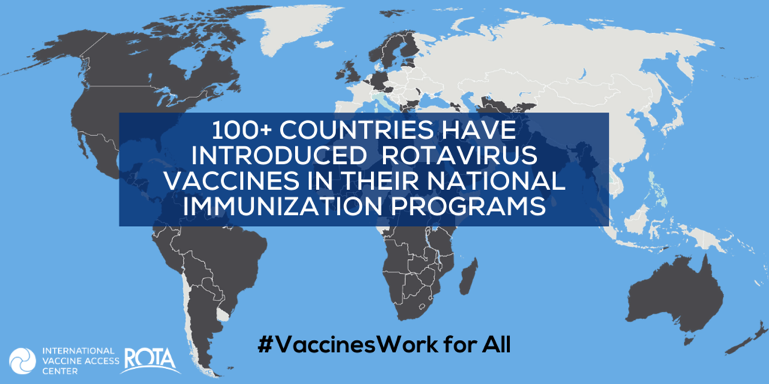 100+ COUNTRIES HAVE
INTRODUCED ROTAVIRUS
VACCINES IN THEIR NATIONAL
IMMUNIZATION PROGRAMS
#VaccinesWork for All
INTERNATIONAL
VACCINE ACCESS
CENTER
ROTA